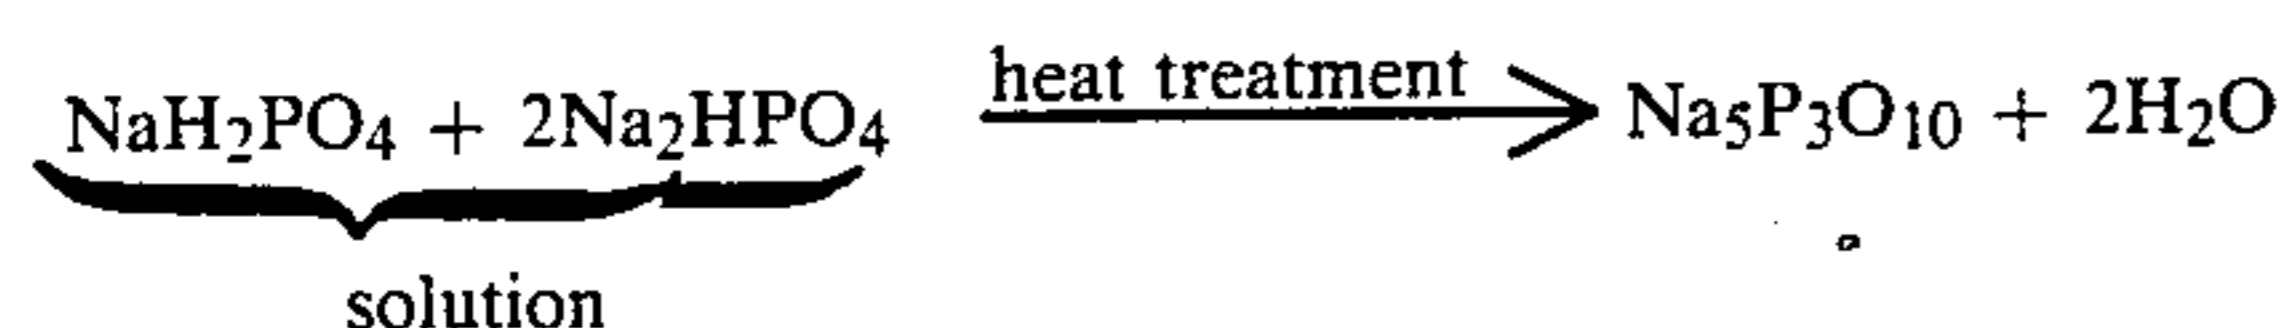 NaH₂PO₄ + 2Na₂HPO₄ heat treatment Na₅P₃O₁₀ + 2H₂O
solution